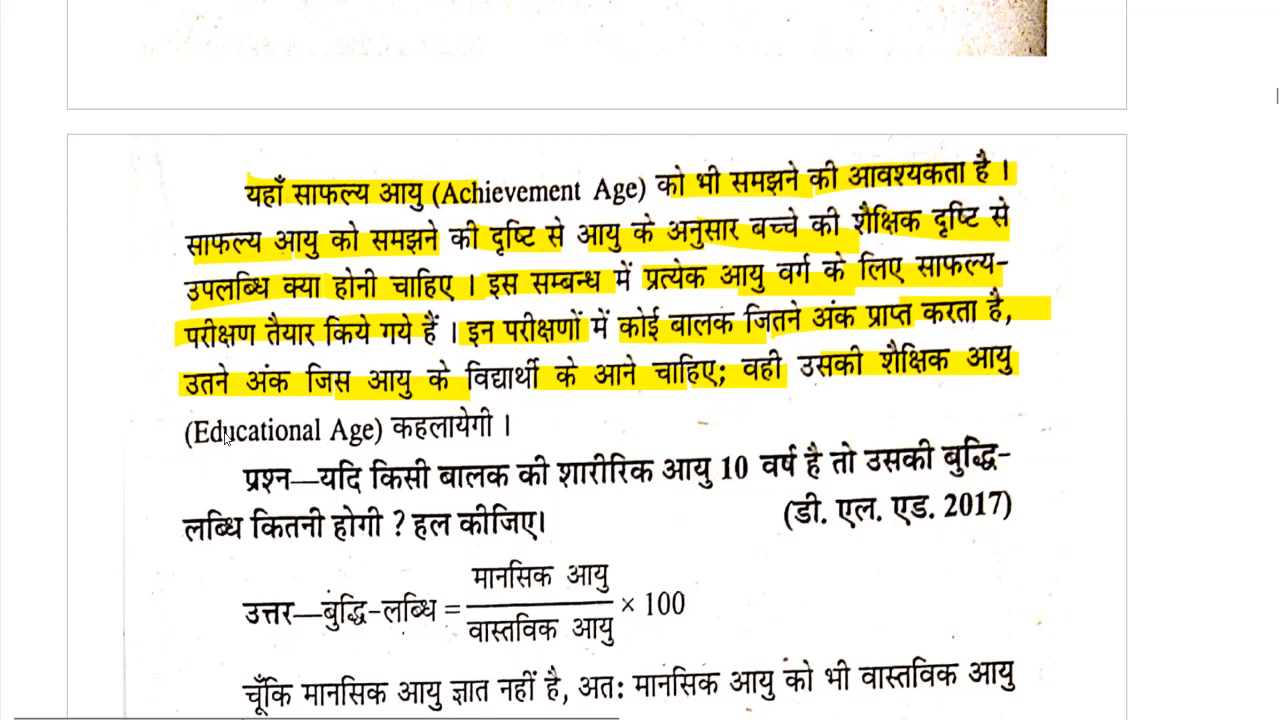 यहाँ साफल्य आयु (Achievement Age) को भी समझने की आवश्यकता है ।
साफल्य आयु को समझने की दृष्टि से आयु के अनुसार बच्चे की शैक्षिक दृष्टि से
उपलब्धि क्या होनी चाहिए । इस सम्बन्ध में प्रत्येक आयु वर्ग के लिए साफल्य-
परीक्षण तैयार किये गये हैं । इन परीक्षणों में कोई बालक जितने अंक प्राप्त करता है,
उतने अंक जिस आयु के विद्यार्थी के आने चाहिए; वही उसकी शैक्षिक आयु
(Educational Age) कहलायेगी ।
प्रश्न—यदि किसी बालक की शारीरिक आयु 10 वर्ष है तो उसकी बुद्धि-
लब्धि कितनी होगी ? हल कीजिए। (डी. एल. एड. 2017)
मानसिक आयु
उत्तर—बुद्धि-लब्धि = × 100
वास्तविक आयु
चूँकि मानसिक आयु ज्ञात नहीं है, अतः मानसिक आयु को भी वास्तविक आयु